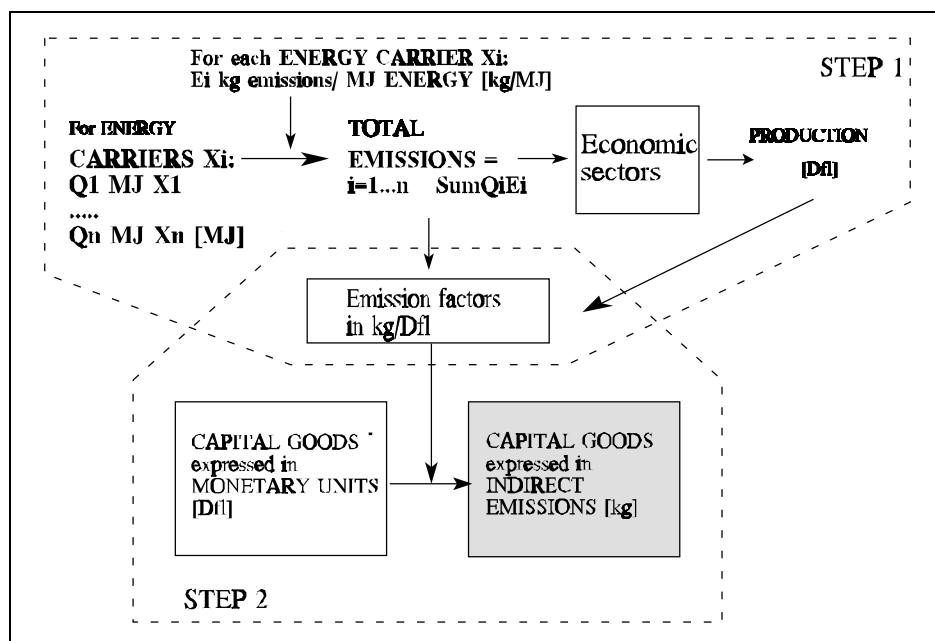 For each ENERGY CARRIER Xi:
Ei kg emissions/ MJ ENERGY [kg/MJ]
STEP 1
For ENERGY
CARRIERS Xi:
Q1 MJ X1
.....
Qn MJ Xn [MJ]
TOTAL
EMISSIONS =
i=1...n SumQiEi
Economic
sectors
PRODUCTION
[Dfl]
Emission factors
in kg/Dfl
CAPITAL GOODS
expressed in
MONETARY UNITS
[Dfl]
CAPITAL GOODS
expressed in
INDIRECT
EMISSIONS [kg]
STEP 2